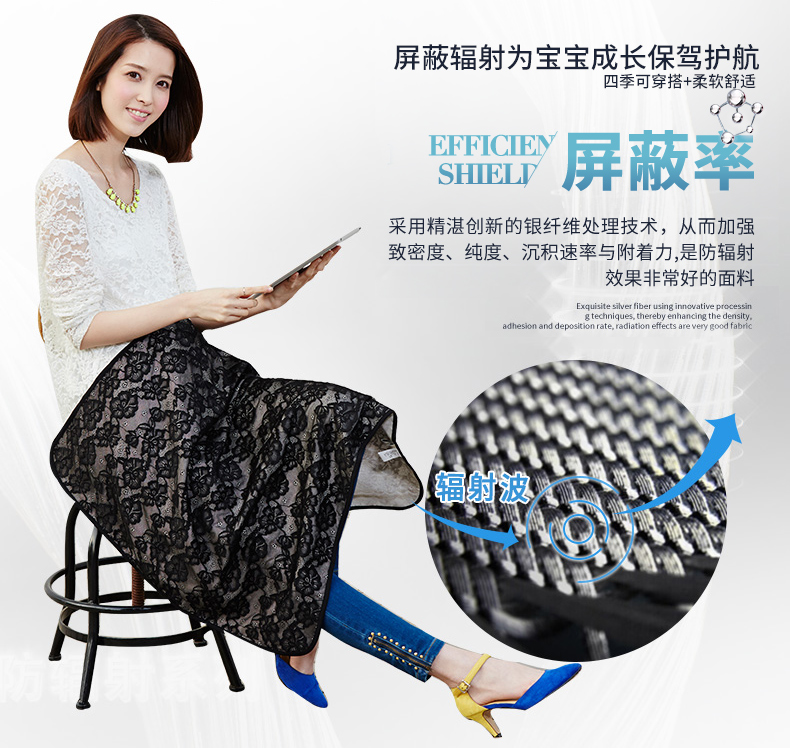 屏蔽辐射为宝宝成长保驾护航
四季可穿搭+柔软舒适
EFFICIEN
SHIELD
屏蔽率
采用精湛创新的银纤维处理技术，从而加强
致密度、纯度、沉积速率与附着力,是防辐射
效果非常好的面料
Exquisite silver fiber using innovative processin
g techniques, thereby enhancing the density,
adhesion and deposition rate, radiation effects are very good fabric
辐射波
防辐射系列